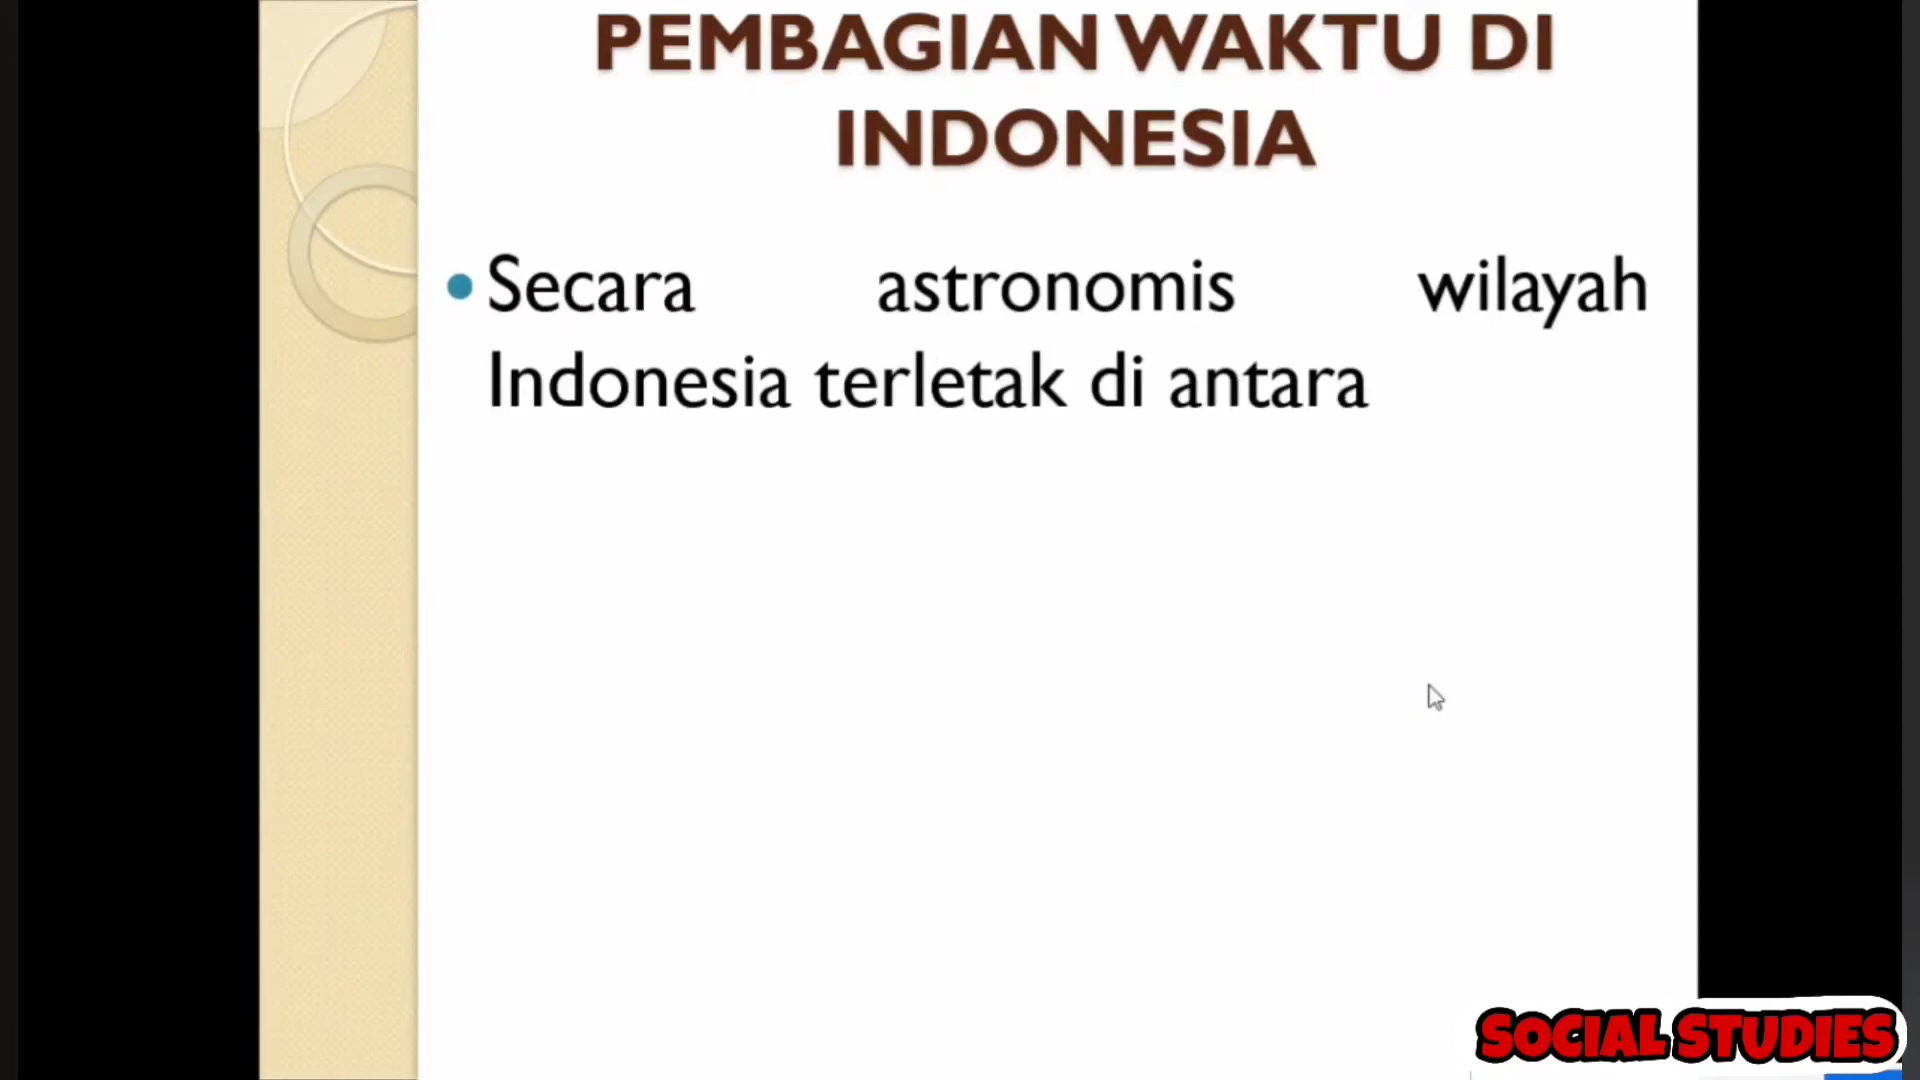 PEMBAGIAN WAKTU DI
INDONESIA
Secara astronomis wilayah
Indonesia terletak di antara
SOCIAL STUDIES